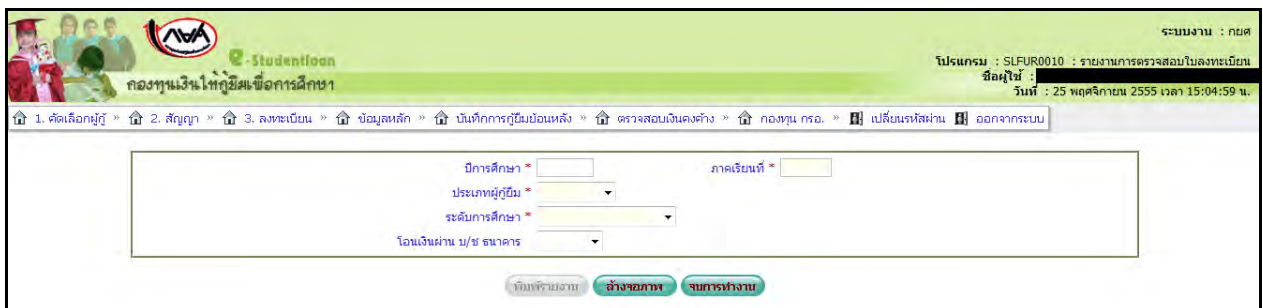 กยศ
e-Studentloan
กองทุนเงินให้กู้ยืมเพื่อการศึกษา
ระบบงาน : กยศ
โปรแกรม : SLFUR0010 : รายงานการตรวจสอบใบลงทะเบียน
ชื่อผู้ใช้ :
วันที่ : 25 พฤศจิกายน 2555 เวลา 15:04:59 น.
1. คัดเลือกผู้กู้ » 2. สัญญา » 3. ลงทะเบียน » ข้อมูลหลัก » บันทึกการกู้ยืมย้อนหลัง » ตรวจสอบเงินคงค้าง » กองทุน กรอ. » เปลี่ยนรหัสผ่าน ออกจากระบบ
ปีการศึกษา * ภาคเรียนที่ *
ประเภทผู้กู้ยืม *
ระดับการศึกษา *
โอนเงินผ่าน บ/ช ธนาคาร
พิมพ์รายงาน ล้างจอภาพ จบการทำงาน